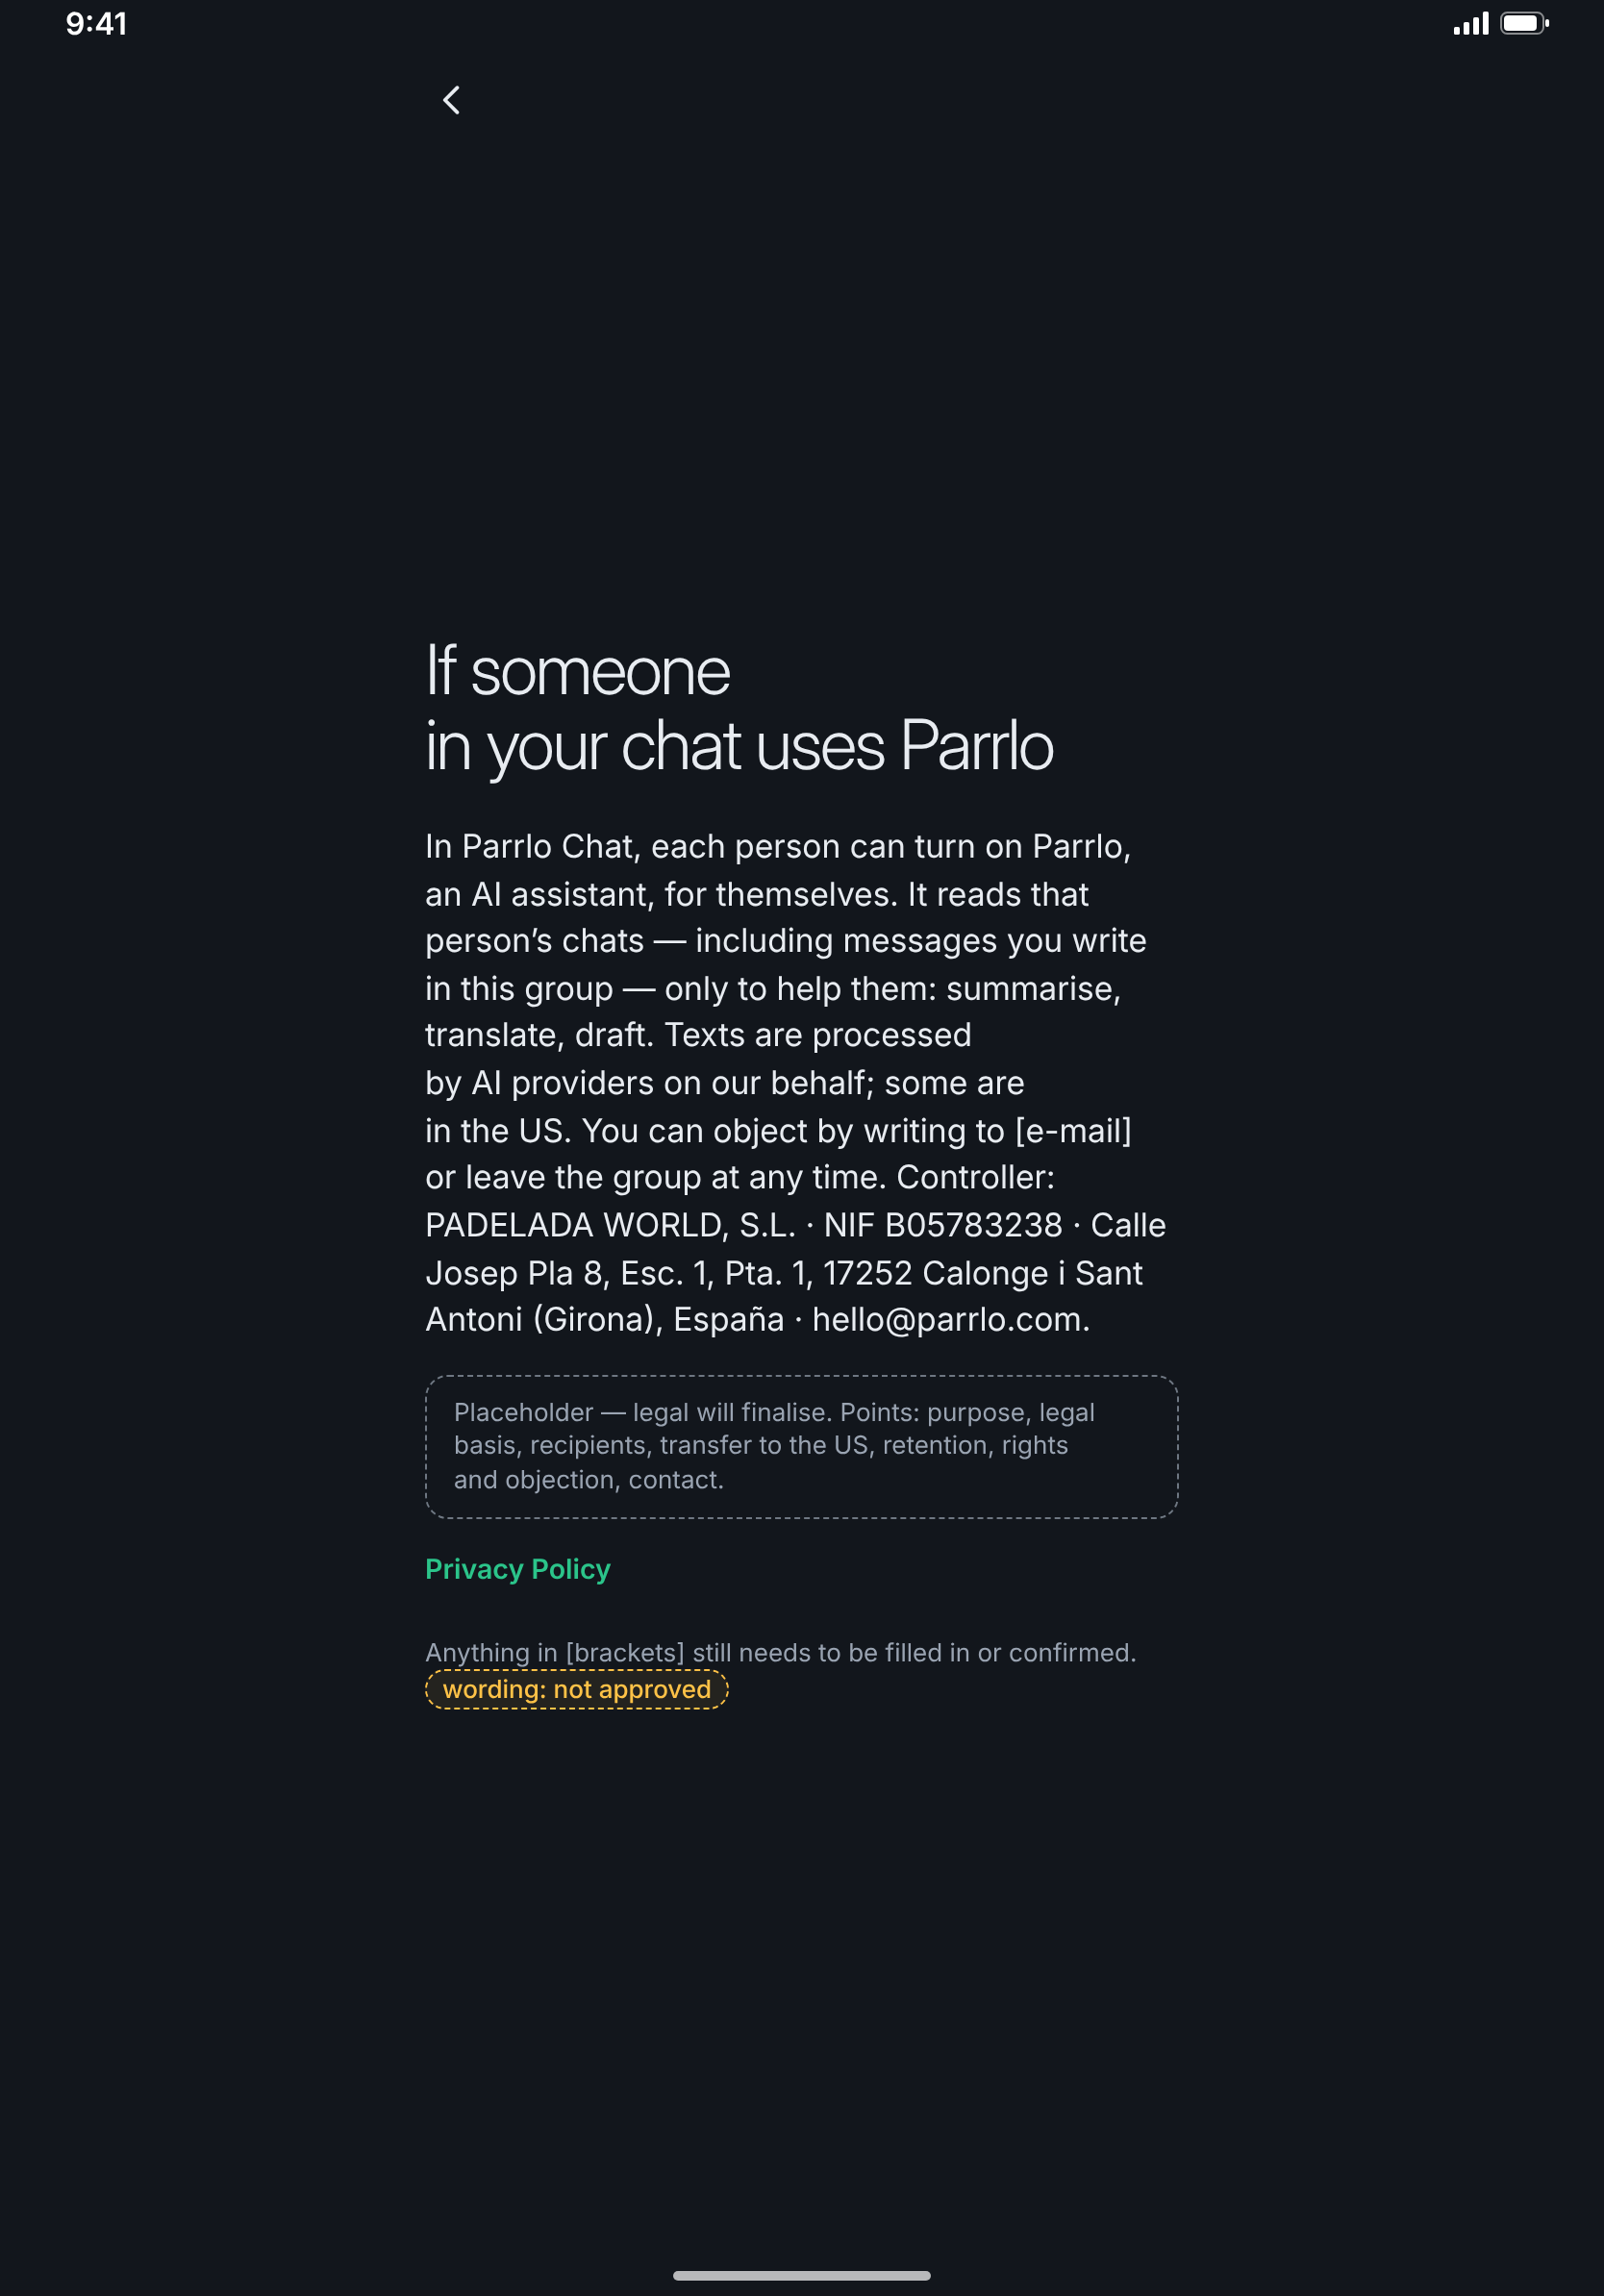 9:41
If someone
in your chat uses Parrlo
In Parrlo Chat, each person can turn on Parrlo,
an AI assistant, for themselves. It reads that
person’s chats — including messages you write
in this group — only to help them: summarise,
translate, draft. Texts are processed
by AI providers on our behalf; some are
in the US. You can object by writing to [e-mail]
or leave the group at any time. Controller:
PADELADA WORLD, S.L. · NIF B05783238 · Calle
Josep Pla 8, Esc. 1, Pta. 1, 17252 Calonge i Sant
Antoni (Girona), España · hello@parrlo.com.
Placeholder — legal will finalise. Points: purpose, legal
basis, recipients, transfer to the US, retention, rights
and objection, contact.
Privacy Policy
Anything in [brackets] still needs to be filled in or confirmed.
wording: not approved